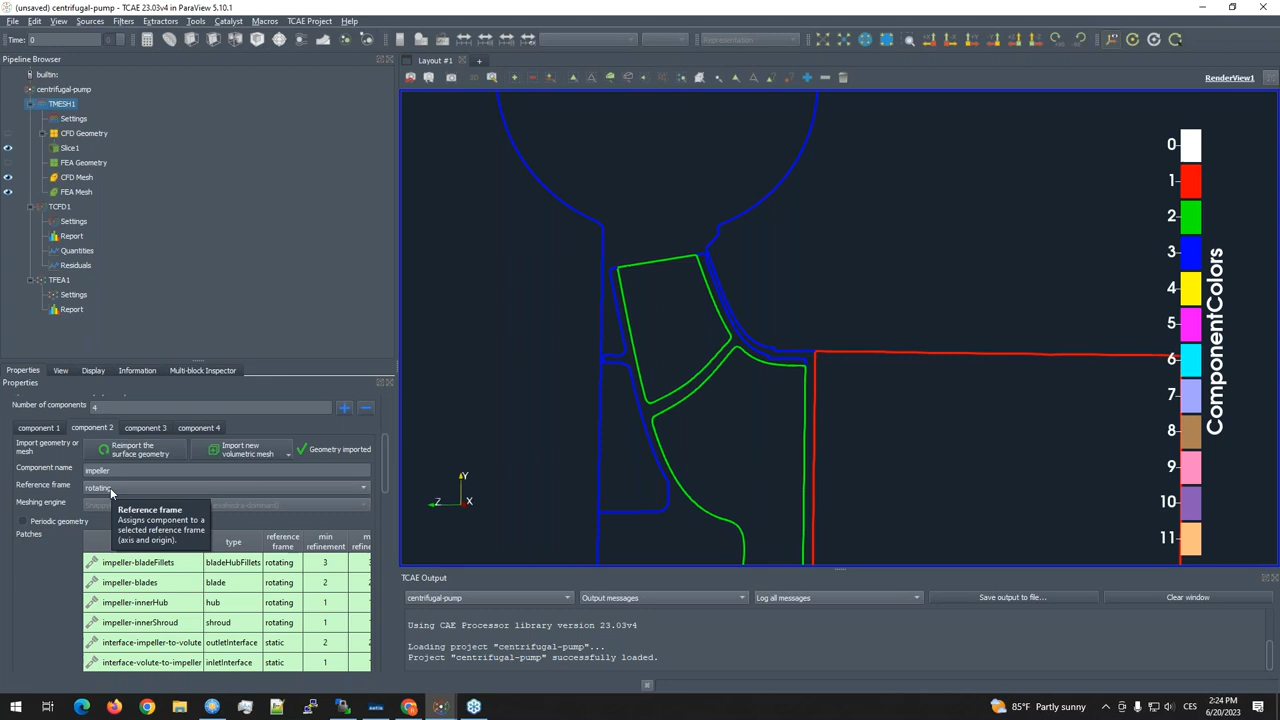 (unsaved) centrifugal-pump - TCAE 23.03v4 in ParaView 5.10.1
File Edit View Sources Filters Extractors Tools Catalyst Macros TCAE Project Help
Time: 0
Representation
Pipeline Browser
Layout #1
RenderView1
builtin:
centrifugal-pump
TMESH1
Settings
CFD Geometry
Slice1
FEA Geometry
CFD Mesh
FEA Mesh
TCFD1
Settings
Report
Quantities
Residuals
TFEA1
Settings
Report
0
1
2
3
4
5
6
7
8
9
10
11
ComponentColors
Y
Z
X
Properties View Display Information Multi-block Inspector
Properties
Number of components 4
component 1 component 2 component 3 component 4
Import geometry or mesh
Reimport the surface geometry
Import new volumetric mesh
Geometry imported
Component name impeller
Reference frame rotating
Meshing engine
Periodic geometry
Patches
Reference frame
Assigns component to a
selected reference frame
(axis and origin).
type reference frame min refinement
impeller-bladeFillets bladeHubFillets rotating 3
impeller-blades blade rotating 2
impeller-innerHub hub rotating 1
impeller-innerShroud shroud rotating 1
interface-impeller-to-volute outletInterface static 2
interface-volute-to-impeller inletInterface static 1
TCAE Output
centrifugal-pump Output messages Log all messages Save output to file... Clear window
Using CAE Processor library version 23.03v4
Loading project "centrifugal-pump"...
Project "centrifugal-pump" successfully loaded.
85°F Partly sunny
CES
2:24 PM
6/20/2023